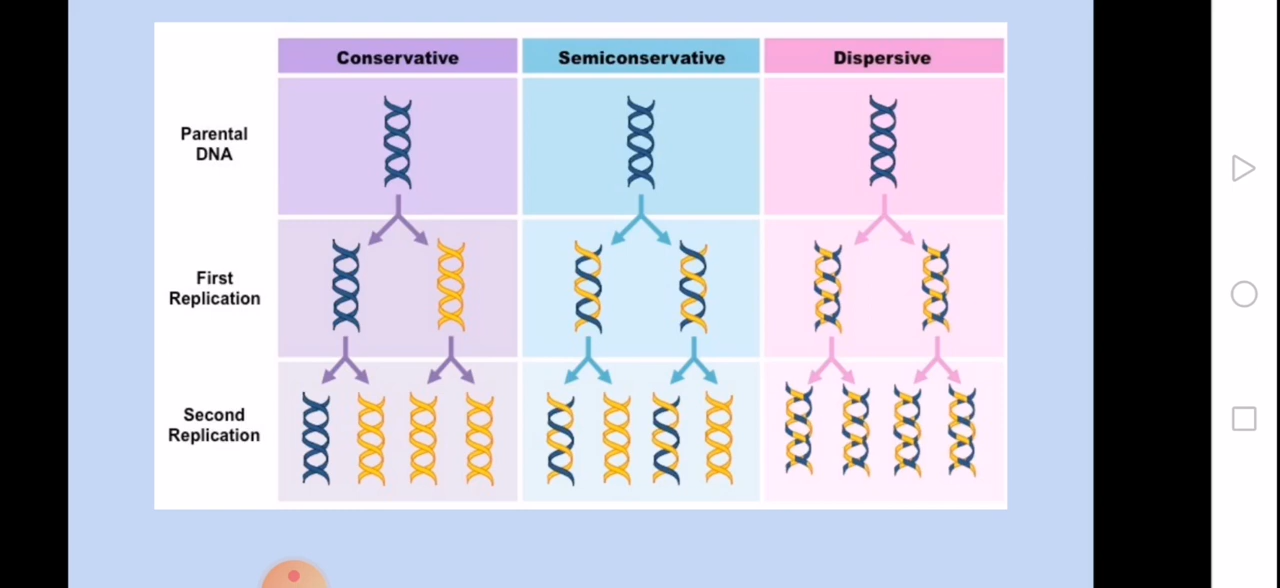 Conservative
Semiconservative
Dispersive
Parental
DNA
First
Replication
Second
Replication